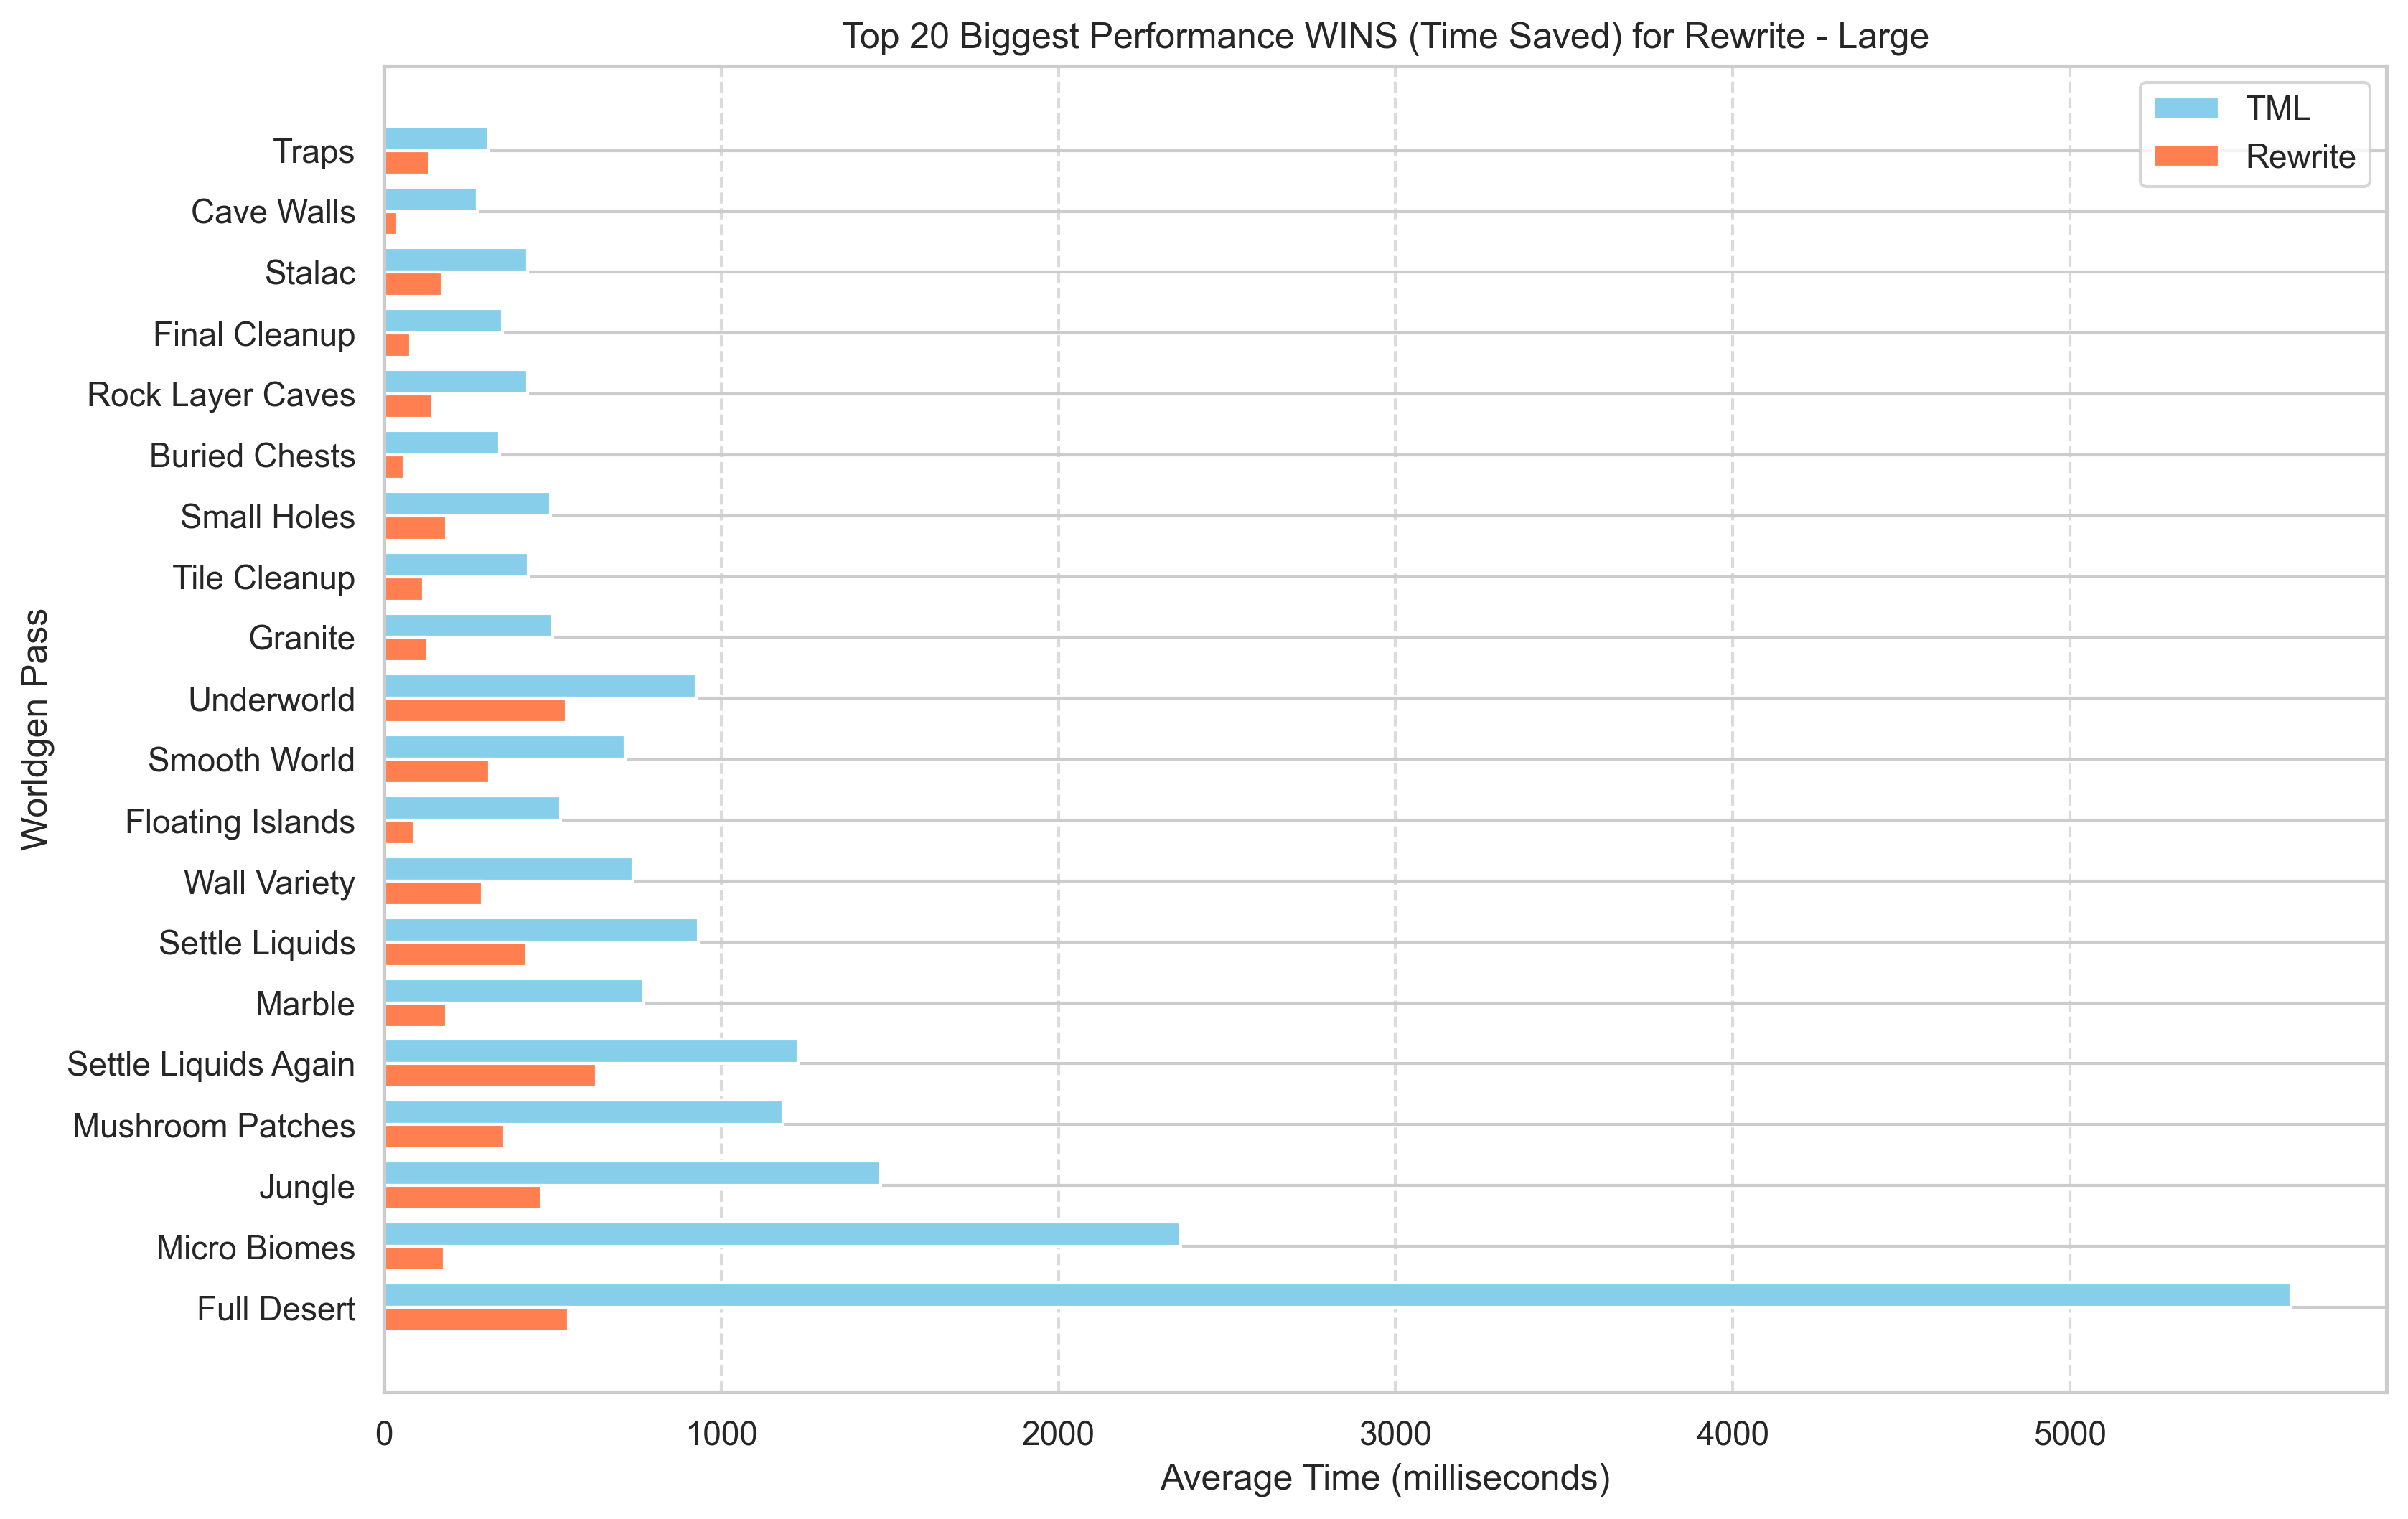 Top 20 Biggest Performance WINS (Time Saved) for Rewrite - Large
TML
Rewrite
Worldgen Pass
Traps
Cave Walls
Stalac
Final Cleanup
Rock Layer Caves
Buried Chests
Small Holes
Tile Cleanup
Granite
Underworld
Smooth World
Floating Islands
Wall Variety
Settle Liquids
Marble
Settle Liquids Again
Mushroom Patches
Jungle
Micro Biomes
Full Desert
0 1000 2000 3000 4000 5000
Average Time (milliseconds)